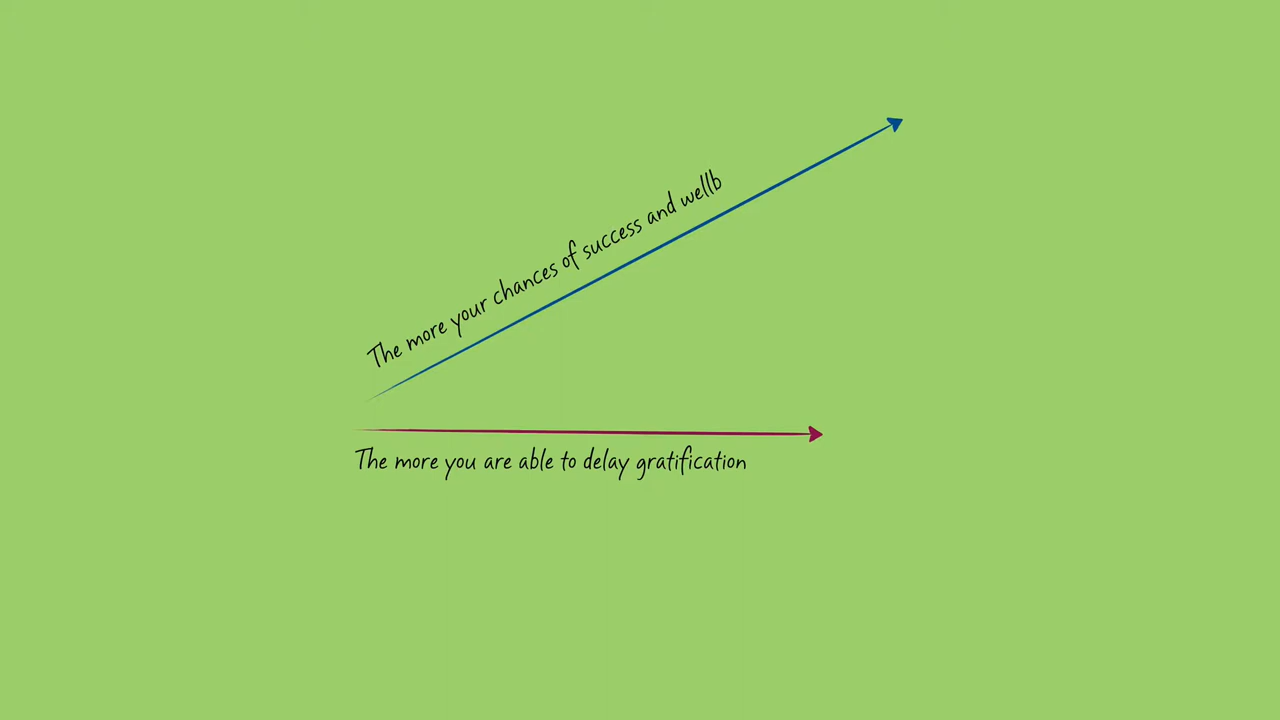 The more your chances of success and wellb
The more you are able to delay gratification